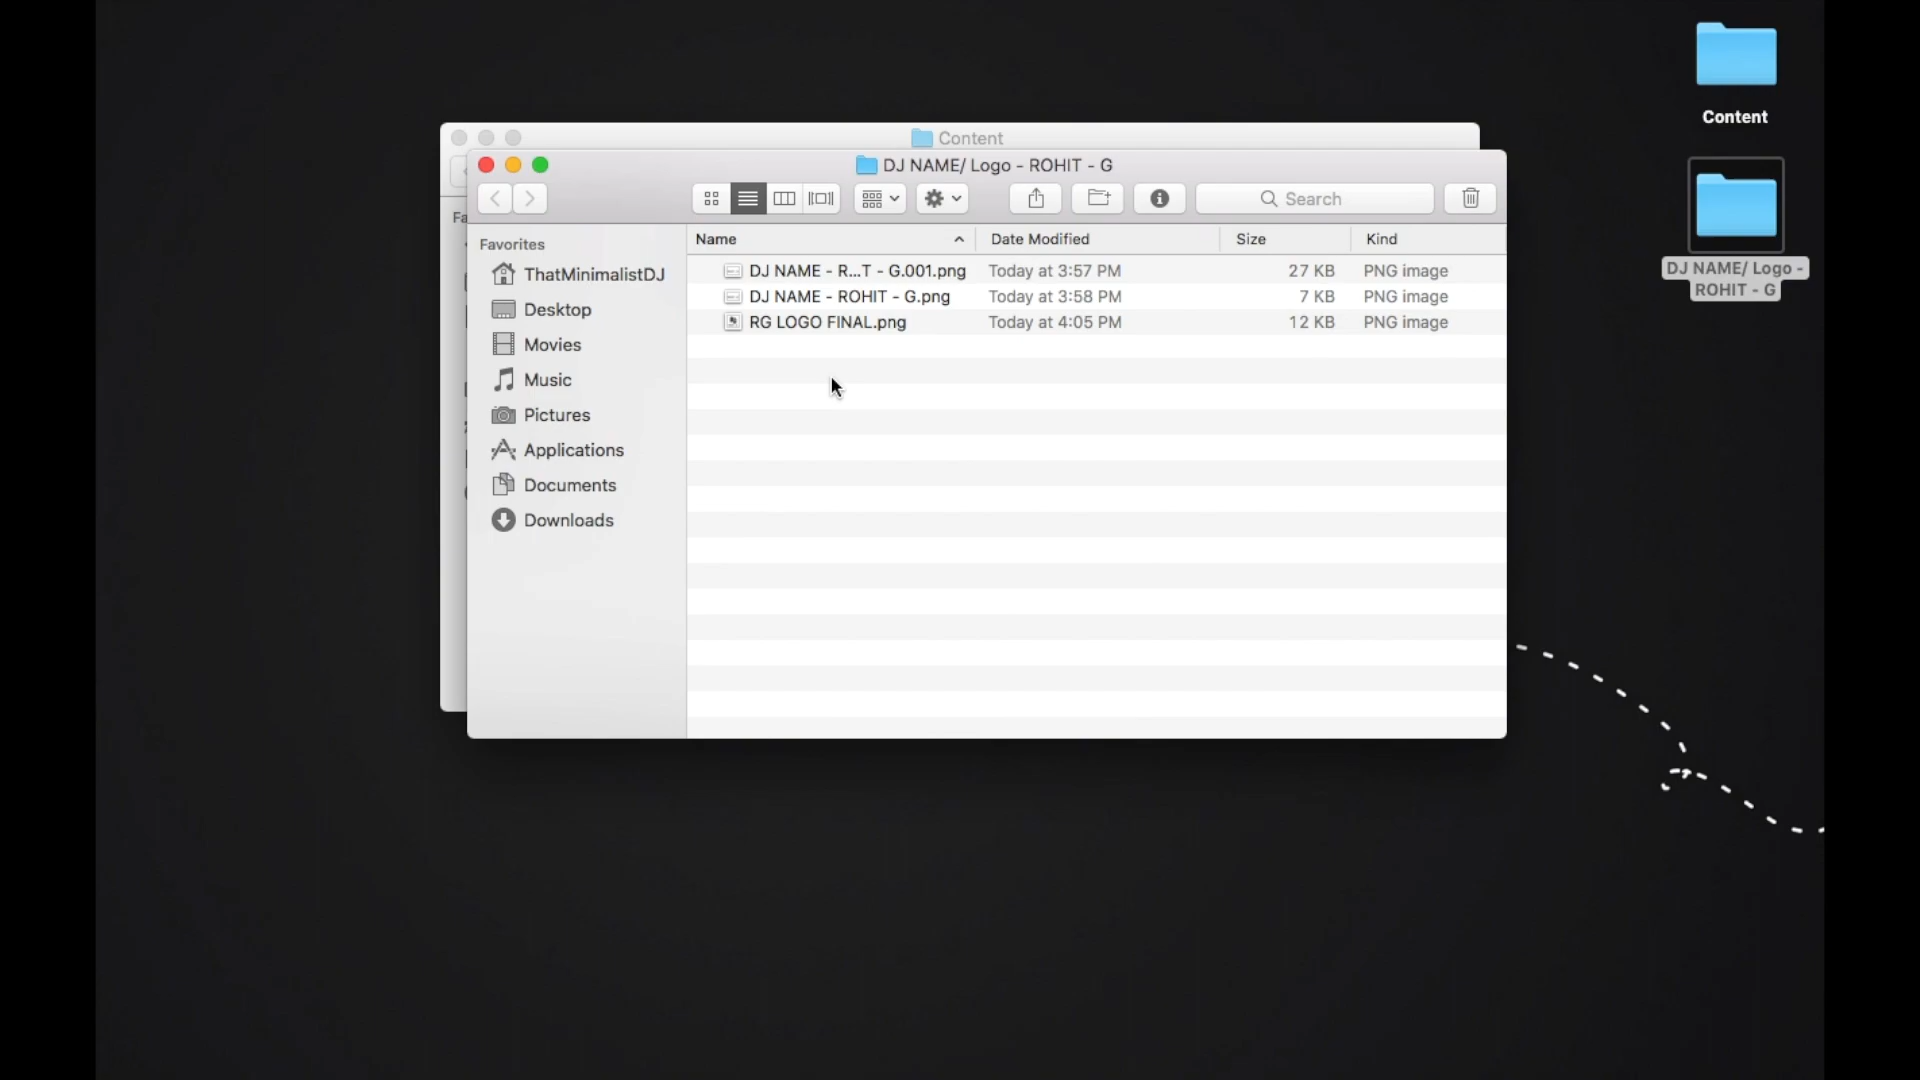 Content
DJ NAME/ Logo -
ROHIT - G
Content
DJ NAME/ Logo - ROHIT - G
Search
Fa
Favorites
ThatMinimalistDJ
Desktop
Movies
Music
Pictures
Applications
Documents
Downloads
Name Date Modified Size Kind
DJ NAME - R...T - G.001.png Today at 3:57 PM 27 KB PNG image
DJ NAME - ROHIT - G.png Today at 3:58 PM 7 KB PNG image
RG LOGO FINAL.png Today at 4:05 PM 12 KB PNG image